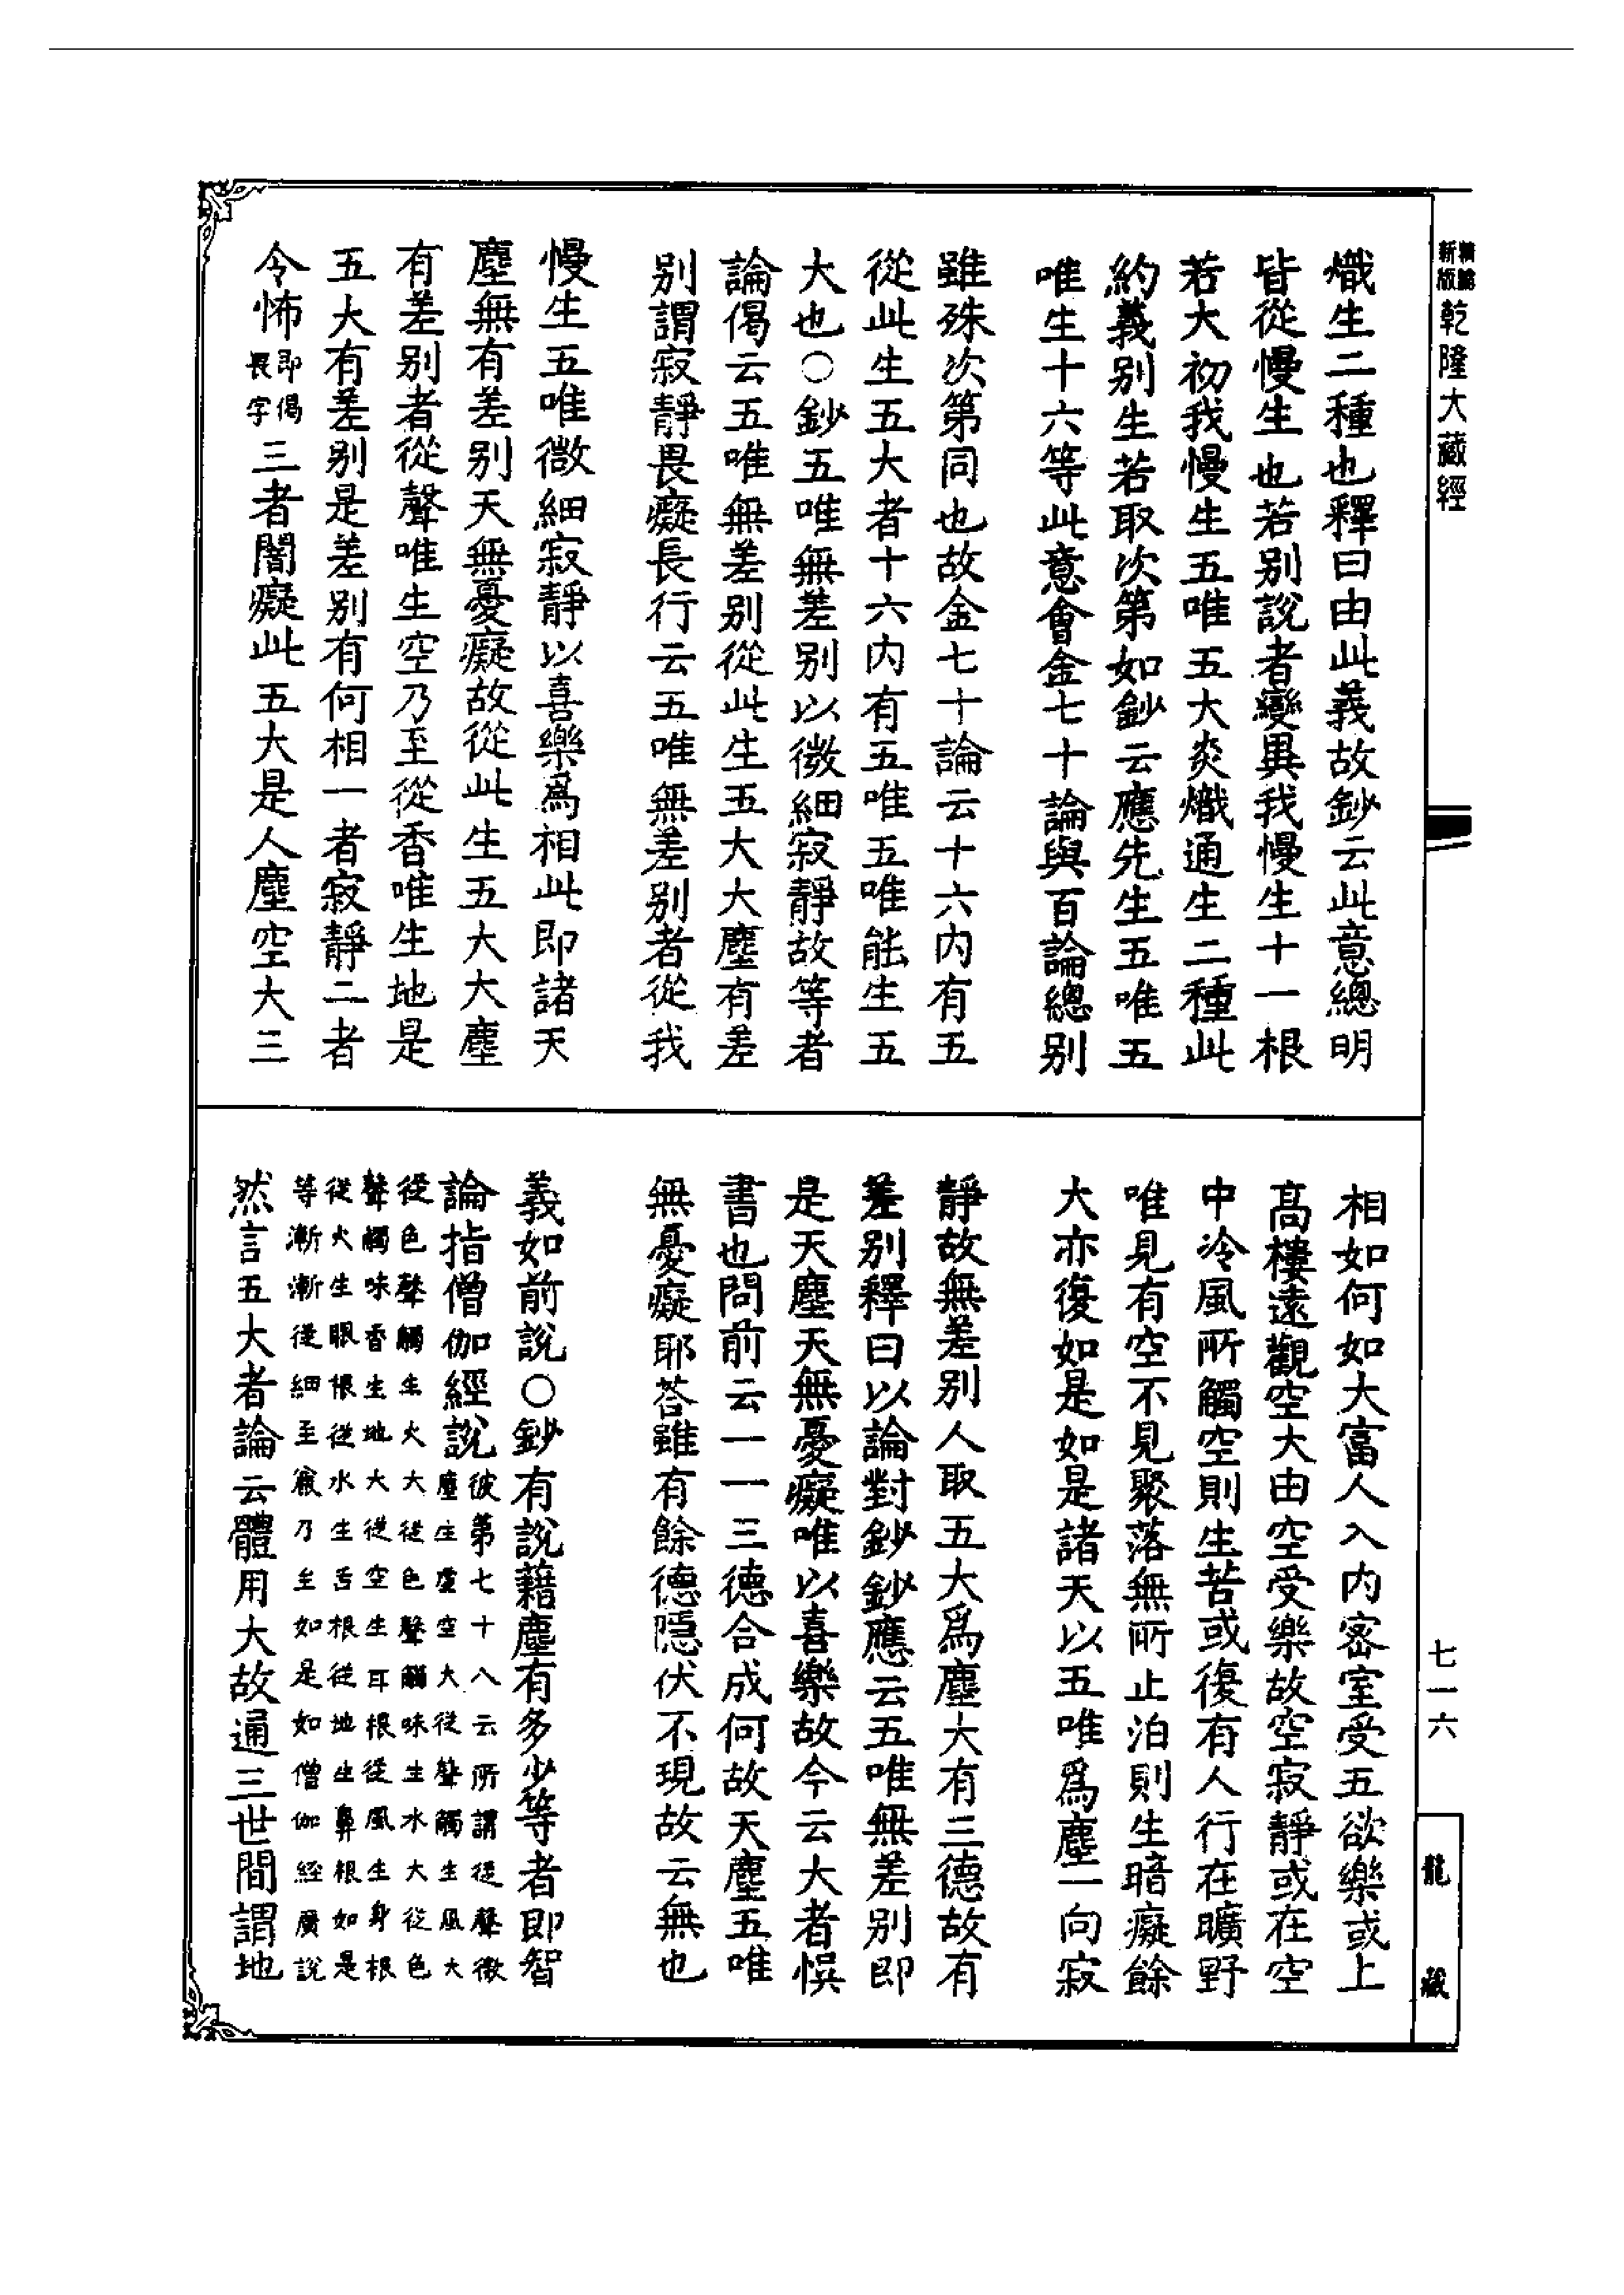 新版精編乾隆大藏經
熾生二種也釋曰由此義故鈔云此意總明
皆從慢生也若別說者變異我慢生十一根
若大初我慢生五唯五大炎熾通生二種此
約義別生若取次第如鈔云應先生五唯五
唯生十六等此意會金七十論與百論總別
雖殊次第同也故金七十論云十六內有五
從此生五大者十六內有五唯五唯能生五
大也○鈔五唯無差別以微細寂靜故等者
論偈云五唯無差別從此生五大大塵有差
別謂寂靜畏癡長行云五唯無差別者從我
慢生五唯微細寂靜以喜樂為相此即諸天
塵無有差別天無憂癡故從此生五大大塵
有差別者從聲唯生空乃至從香唯生地是
五大有差別是差別有何相一者寂靜二者
令怖即偈畏字三者闇癡此五大是人塵空大三
相如何如大富人入內密室受五欲樂或上
高樓遠觀空大由空受樂故空寂靜或在空
中冷風所觸空則生苦或復有人行在曠野
唯見有空不見聚落無所止泊則生暗癡餘
大亦復如是如是諸天以五唯為塵一向寂
靜故無差別人取五大為塵大有三德故有
差別釋曰以論對鈔鈔應云五唯無差別即
是天塵天無憂癡唯以喜樂故今云大者悞
書也問前云一一三德合成何故天塵五唯
無憂癡耶荅雖有餘德隱伏不現故云無也
義如前說○鈔有說藉塵有多少等者即智
論指僧伽經說彼第七十八云所謂從聲微
塵生虛空大從聲觸生風大
從色聲觸生火大從色聲觸味生水大從色
聲觸味香生地大從空生耳根從風生身根
從火生眼根從水生舌根從地生鼻根如是
等漸漸從細至麤乃至如是如僧伽經廣說
然言五大者論云體用大故通三世間謂地
七一六
龍藏